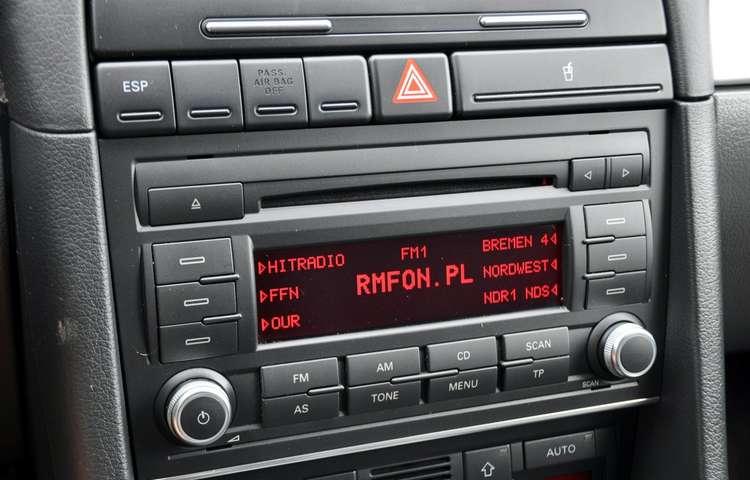 ESP
PASS.
AIR BAG
OFF
HITRADIO
FM1
BREMEN 4
FFN
RMFON.PL
NORDWEST
OUR
NDR1 NDS
FM
AM
CD
SCAN
AS
TONE
MENU
TP
SCAN
AUTO